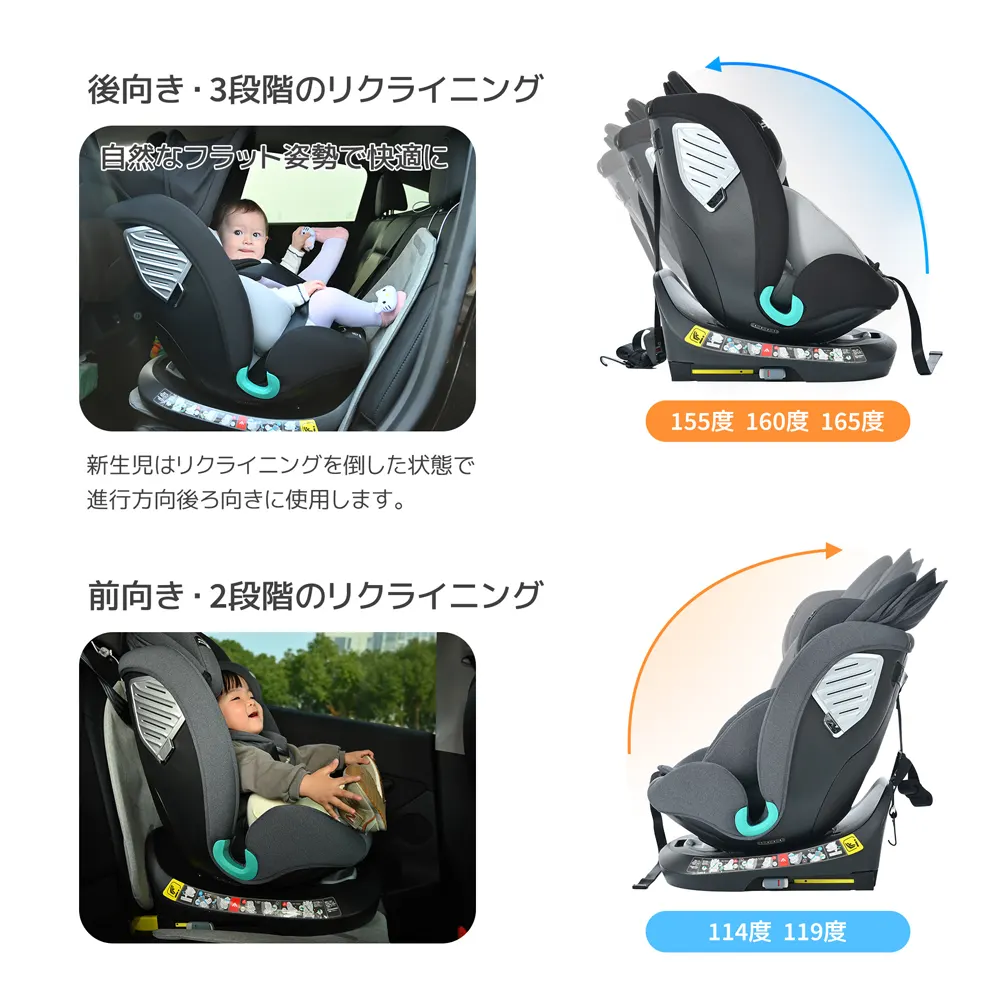 後向き・3段階のリクライニング
自然なフラット姿勢で快適に
155度 160度 165度
新生児はリクライニングを倒した状態で
進行方向後ろ向きに使用します。
前向き・2段階のリクライニング
114度 119度